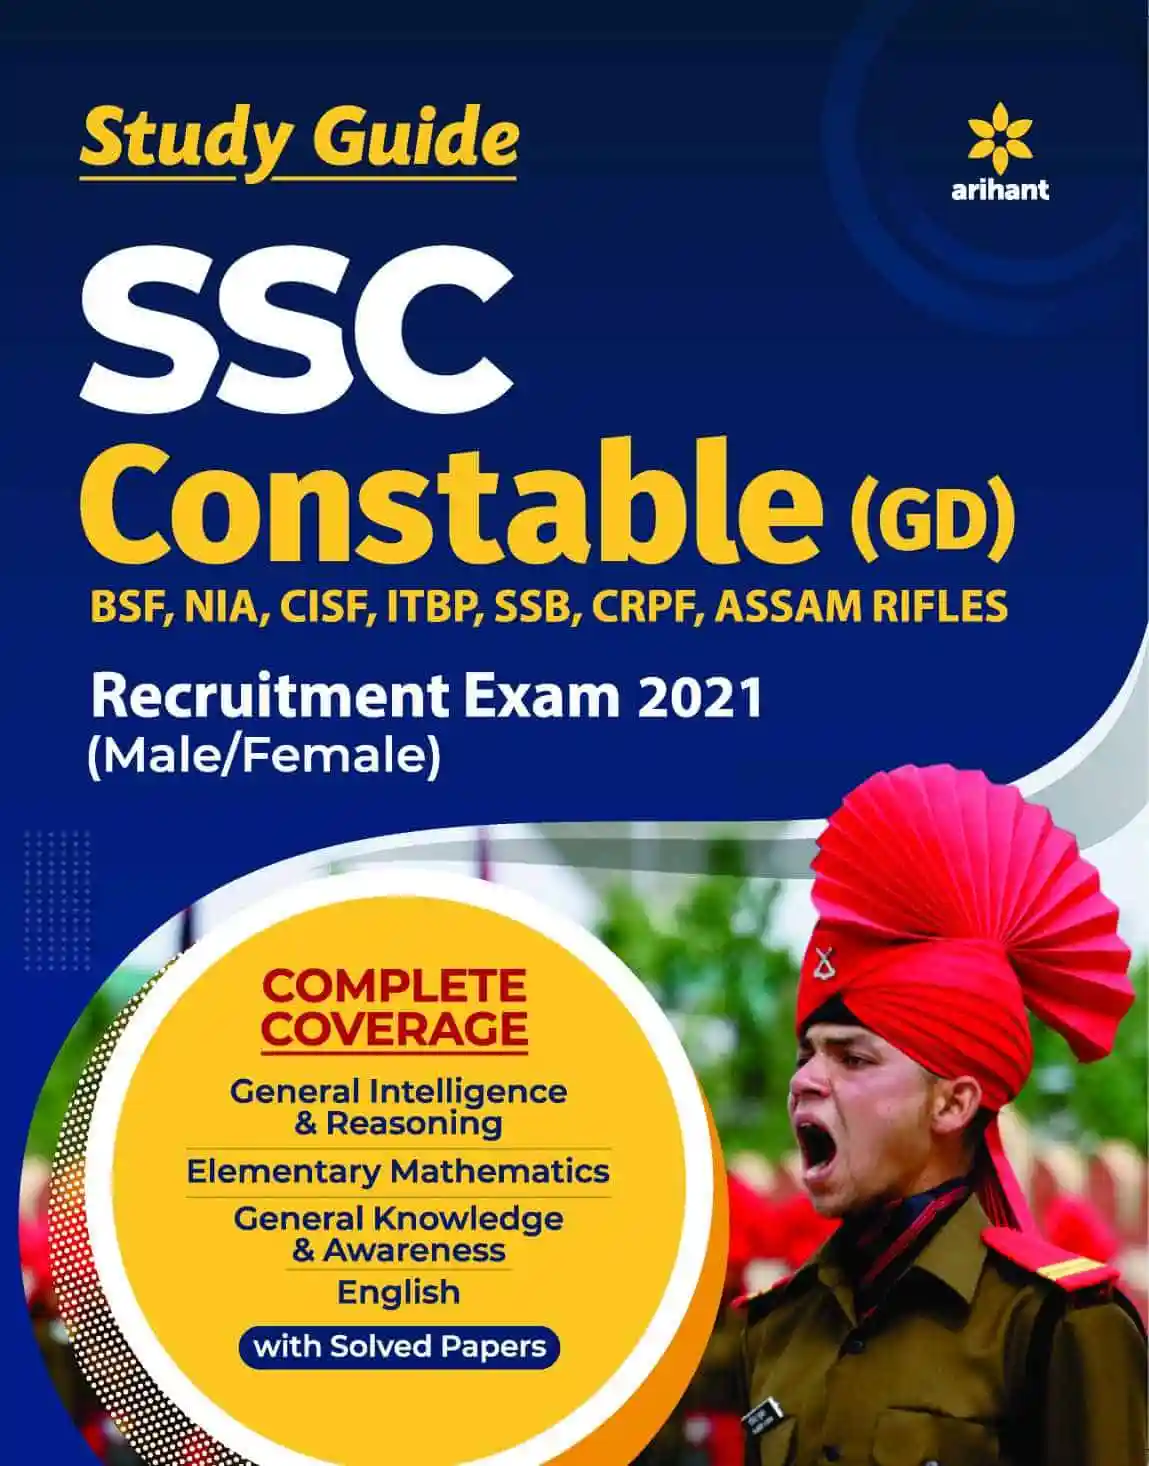 Study Guide
arihant
SSC
Constable (GD)
BSF, NIA, CISF, ITBP, SSB, CRPF, ASSAM RIFLES
Recruitment Exam 2021
(Male/Female)
COMPLETE
COVERAGE
General Intelligence
& Reasoning
Elementary Mathematics
General Knowledge
& Awareness
English
with Solved Papers